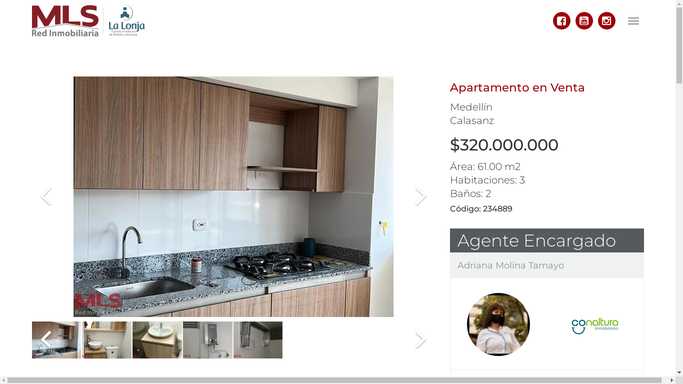 MLS
Red Inmobiliaria
La Lonja
Apartamento en Venta
Medellín
Calasanz
$320.000.000
Área: 61.00 m2
Habitaciones: 3
Baños: 2
Código: 234889
MLS
Agente Encargado
Adriana Molina Tamayo
conaltura